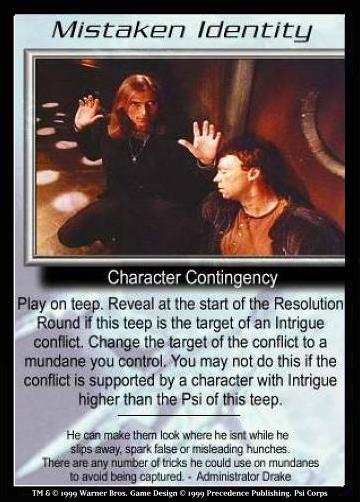 Mistaken Identity
Character Contingency
Play on teep. Reveal at the start of the Resolution
Round if this teep is the target of an Intrigue
conflict. Change the target of the conflict to a
mundane you control. You may not do this if the
conflict is supported by a character with Intrigue
higher than the Psi of this teep.
He can make them look where he isnt while he
slips away, spark false or misleading hunches.
There are any number of tricks he could use on mundanes
to avoid being captured. - Administrator Drake
TM & © 1999 Warner Bros. Game Design © 1999 Precedence Publishing. Psi Corps